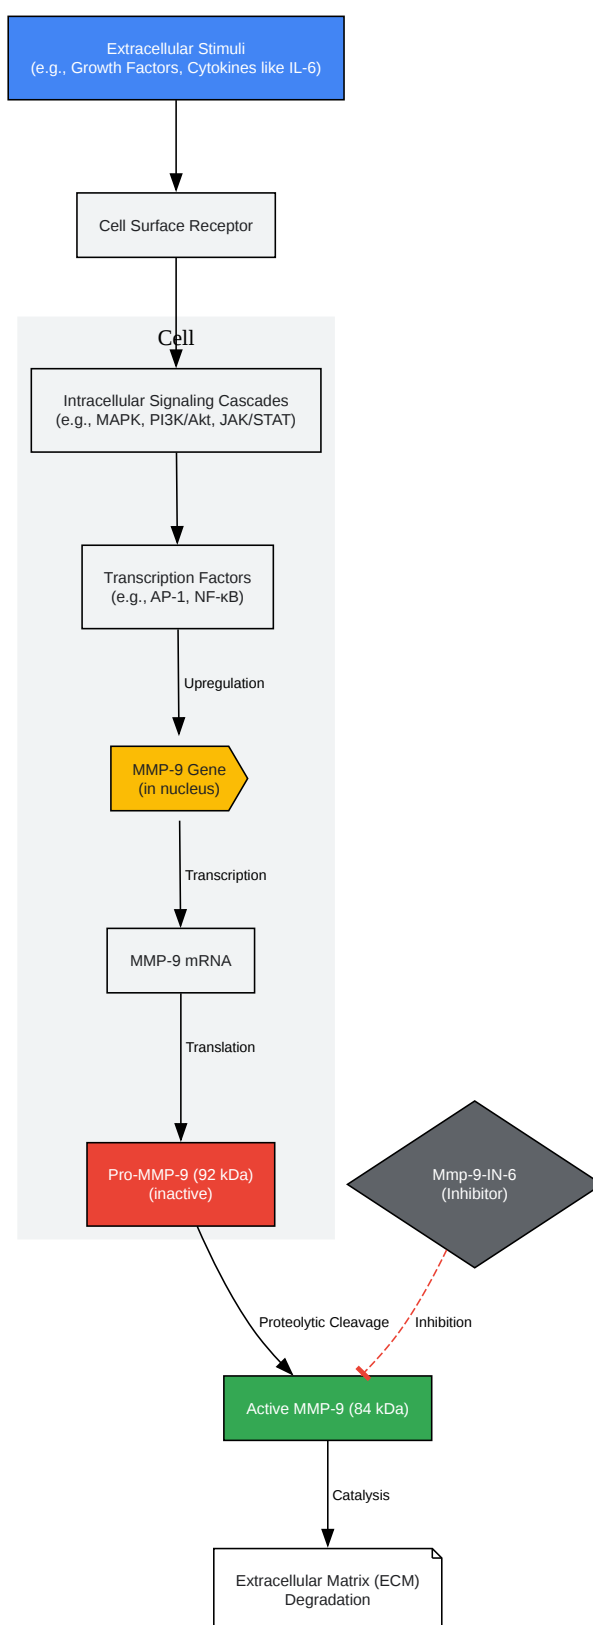 Extracellular Stimuli
(e.g., Growth Factors, Cytokines like IL-6)
Cell Surface Receptor
Cell
Intracellular Signaling Cascades
(e.g., MAPK, PI3K/Akt, JAK/STAT)
Transcription Factors
(e.g., AP-1, NF-κB)
Upregulation
MMP-9 Gene
(in nucleus)
Transcription
MMP-9 mRNA
Translation
Pro-MMP-9 (92 kDa)
(inactive)
Mmp-9-IN-6
(Inhibitor)
Proteolytic Cleavage
Inhibition
Active MMP-9 (84 kDa)
Catalysis
Extracellular Matrix (ECM)
Degradation